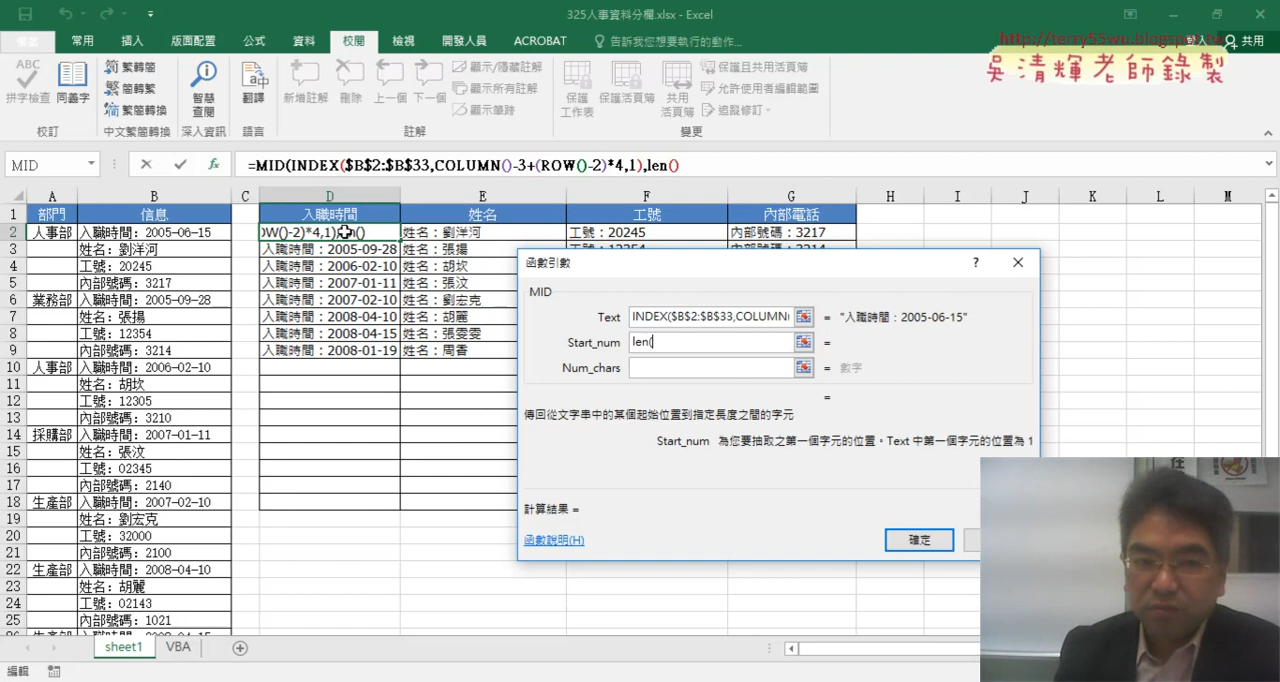 325人事資料分欄.xlsx - Excel
http://terry55wu.blogspot.tw
吳清輝老師錄製
常用 插入 版面配置 公式 資料 校閱 檢視 開發人員 ACROBAT 告訴我您想要執行的動作... 登入 共用
ABC 拼字檢查 同義字 校訂
繁轉簡
簡轉繁
繁簡轉換
中文繁簡轉換
智慧查閱 深入資訊
翻譯 語言
新增註解 刪除 上一個 下一個
顯示/隱藏註解
顯示所有註解
顯示筆跡
註解
保護工作表 保護活頁簿 共用活頁簿
保護且共用活頁簿
允許使用者編輯範圍
追蹤修訂
變更
MID =MID(INDEX($B$2:$B$33,COLUMN()-3+(ROW()-2)*4,1),len()
A B C D E F G H I J K L M
1 部門 信息 入職時間 姓名 工號 內部電話
2 人事部 入職時間：2005-06-15 OW()-2)*4,1),len() 姓名：劉洋河 工號：20245 內部號碼：3217
3 姓名：劉洋河 入職時間：2005-09-28 姓名：張揚
4 工號：20245 入職時間：2006-02-10 姓名：胡坎
5 內部號碼：3217 入職時間：2007-01-11 姓名：張汶
6 業務部 入職時間：2005-09-28 入職時間：2007-02-10 姓名：劉宏克
7 姓名：張揚 入職時間：2008-04-10 姓名：胡麗
8 工號：12354 入職時間：2008-04-15 姓名：張雯雯
9 內部號碼：3214 入職時間：2008-01-19 姓名：周香
10 人事部 入職時間：2006-02-10
11 姓名：胡坎
12 工號：12305
13 內部號碼：3210
14 採購部 入職時間：2007-01-11
15 姓名：張汶
16 工號：02345
17 內部號碼：2140
18 生產部 入職時間：2007-02-10
19 姓名：劉宏克
20 工號：32000
21 內部號碼：2100
22 生產部 入職時間：2008-04-10
23 姓名：胡麗
24 工號：02143
25 內部號碼：1021
函數引數
MID
Text INDEX($B$2:$B$33,COLUMN( = "入職時間：2005-06-15"
Start_num len( =
Num_chars = 數字
=
傳回從文字串中的某個起始位置到指定長度之間的字元
Start_num 為您要抽取之第一個字元的位置。Text 中第一個字元的位置為 1
計算結果 =
函數說明(H) 確定
sheet1 VBA
編輯